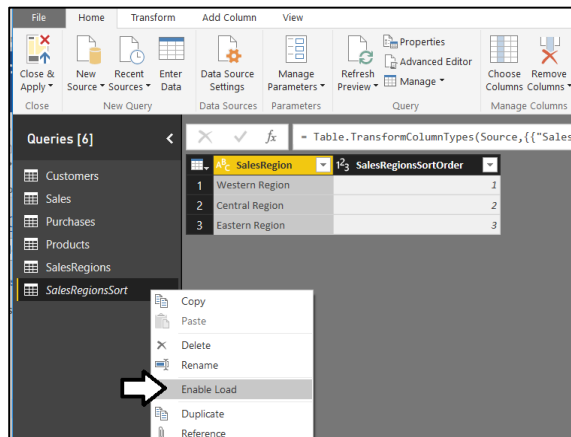 File Home Transform Add Column View
Close & Apply New Source Recent Sources Enter Data Data Source Settings Manage Parameters Refresh Preview Properties Advanced Editor Manage Choose Columns Remove Columns
Close New Query Data Sources Parameters Query Manage Columns
Queries [6] < fx = Table.TransformColumnTypes(Source,{{"Sales
ABC SalesRegion 123 SalesRegionsSortOrder
1 Western Region 1
2 Central Region 2
3 Eastern Region 3
Customers
Sales
Purchases
Products
SalesRegions
SalesRegionsSort
Copy
Paste
Delete
Rename
Enable Load
Duplicate
Reference